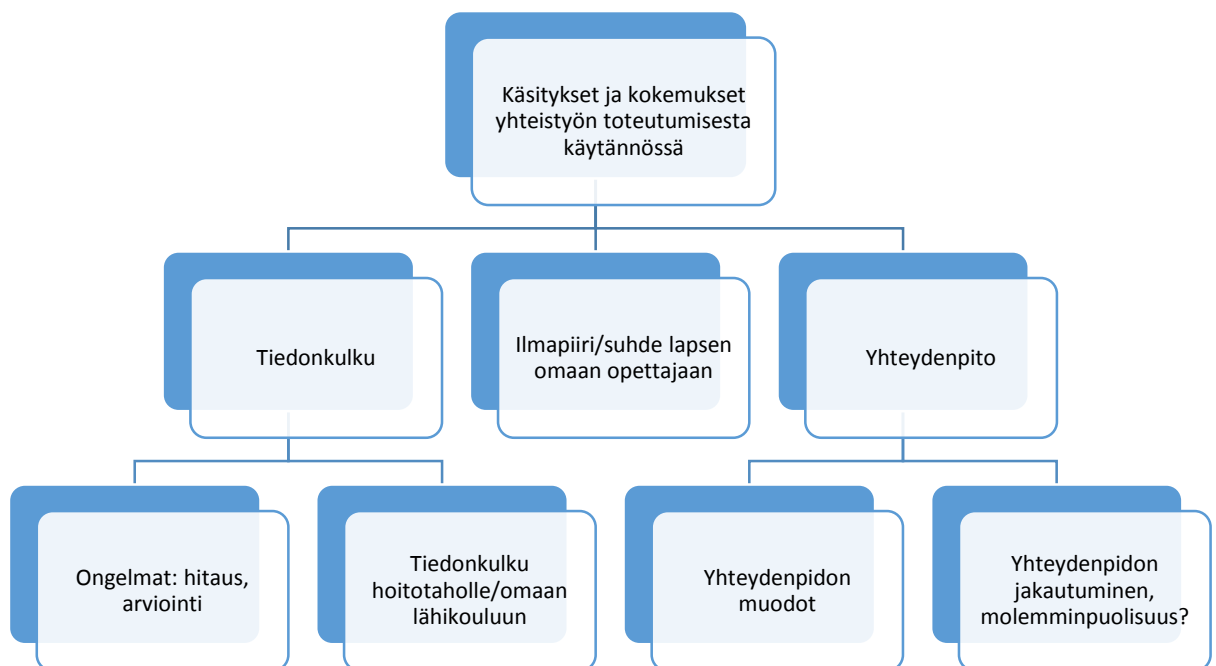 Käsitykset ja kokemukset
yhteistyön toteutumisesta
käytännössä
Tiedonkulku
Ilmapiiri/suhde lapsen
omaan opettajaan
Yhteydenpito
Ongelmat: hitaus,
arviointi
Tiedonkulku
hoitotaholle/omaan
lähikouluun
Yhteydenpidon
muodot
Yhteydenpidon
jakautuminen,
molemminpuolisuus?